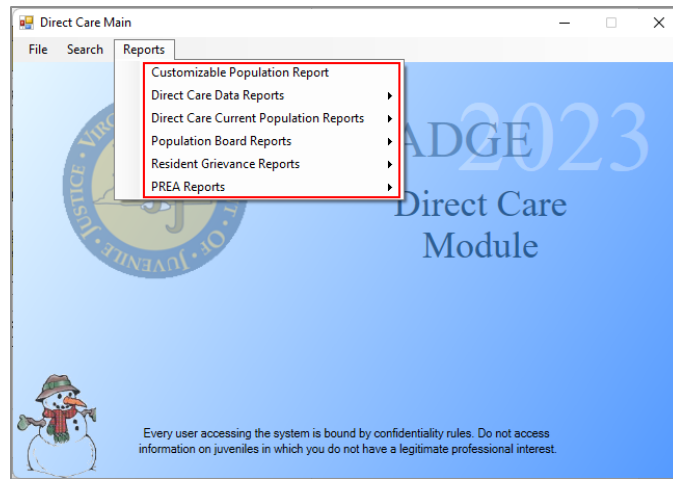 Direct Care Main
File Search Reports
Customizable Population Report
Direct Care Data Reports
Direct Care Current Population Reports
Population Board Reports
Resident Grievance Reports
PREA Reports
ADGE
2023
Direct Care
Module
Every user accessing the system is bound by confidentiality rules. Do not access
information on juveniles in which you do not have a legitimate professional interest.